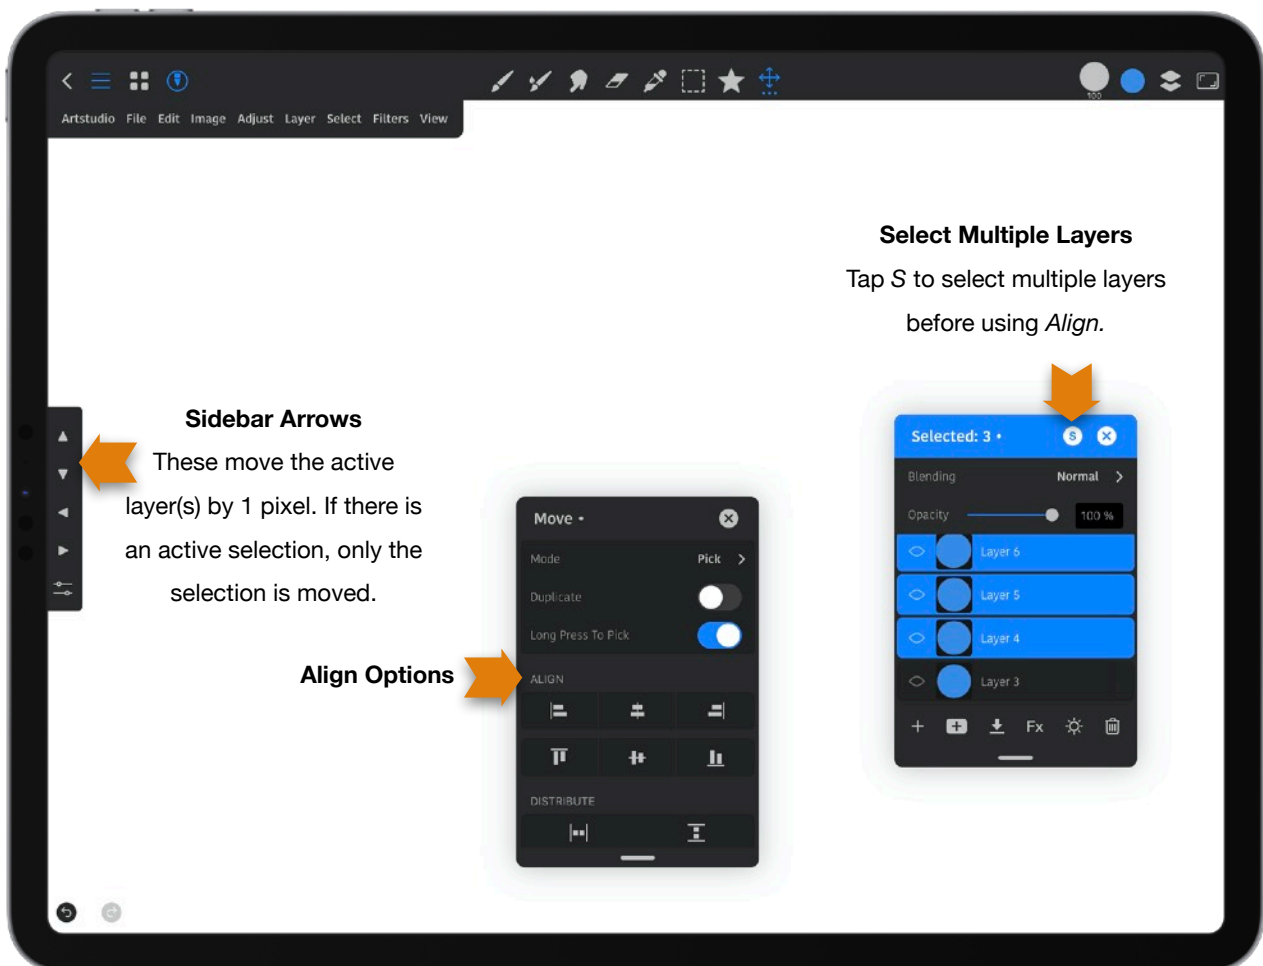 100
Artstudio File Edit Image Adjust Layer Select Filters View
Select Multiple Layers
Tap S to select multiple layers
before using Align.
Sidebar Arrows
These move the active
layer(s) by 1 pixel. If there is
an active selection, only the
selection is moved.
Align Options
Move •
Mode Pick >
Duplicate
Long Press To Pick
ALIGN
DISTRIBUTE
Selected: 3 • S
Blending Normal >
Opacity 100 %
Layer 6
Layer 5
Layer 4
Layer 3
Fx